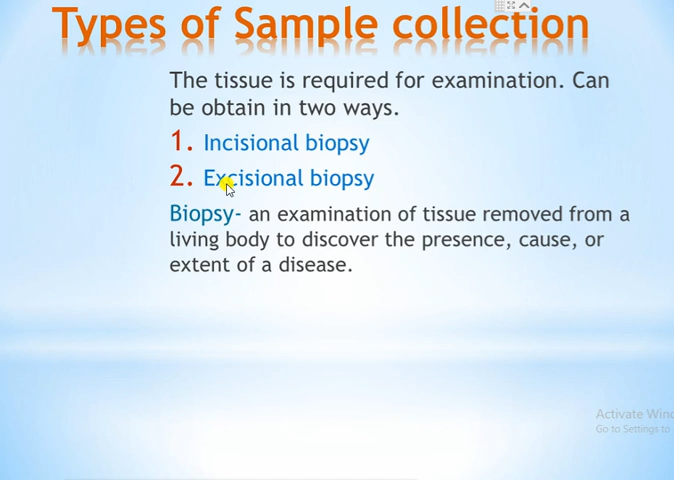 Types of Sample collection
The tissue is required for examination. Can
be obtain in two ways.
1. Incisional biopsy
2. Excisional biopsy
Biopsy- an examination of tissue removed from a
living body to discover the presence, cause, or
extent of a disease.
Activate Wind
Go to Settings to